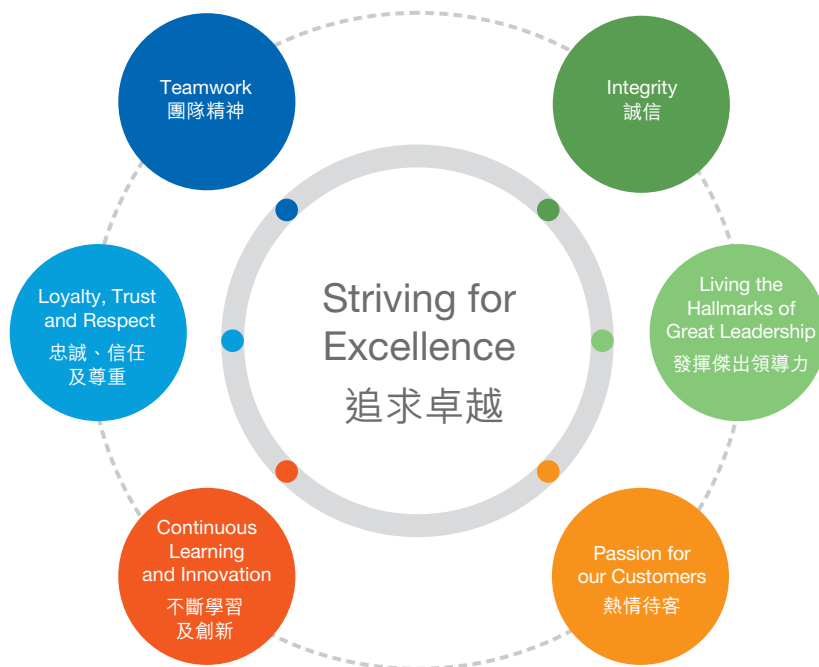 Teamwork
團隊精神
Integrity
誠信
Loyalty, Trust
and Respect
忠誠、信任
及尊重
Striving for
Excellence
追求卓越
Living the
Hallmarks of
Great Leadership
發揮傑出領導力
Continuous
Learning
and Innovation
不斷學習
及創新
Passion for
our Customers
熱情待客